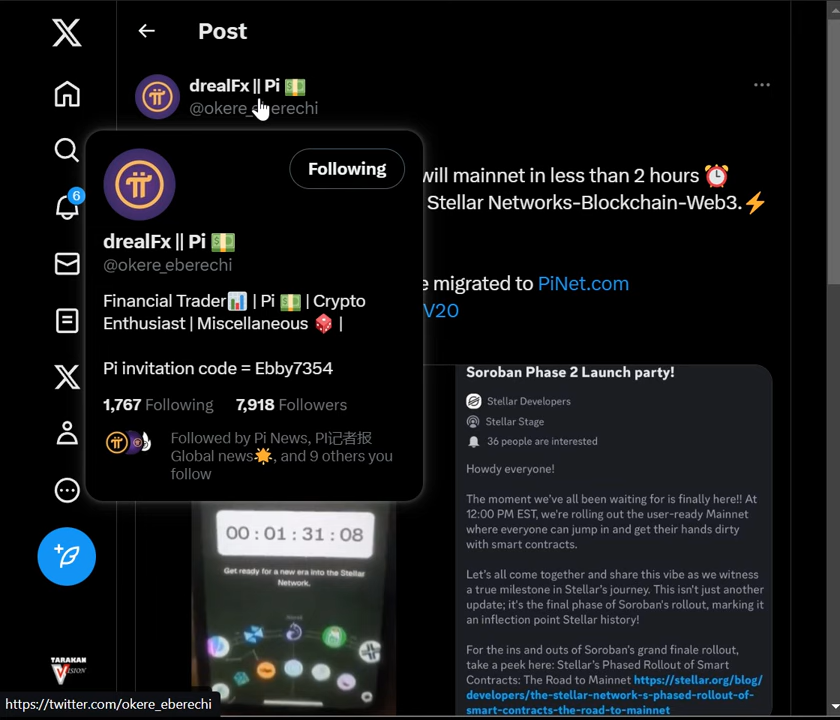 Post
drealFx || Pi 💵
@okere_eberechi
Following
will mainnet in less than 2 hours ⏰
Stellar Networks-Blockchain-Web3.⚡
6
drealFx || Pi 💵
@okere_eberechi
e migrated to PiNet.com
V20
Financial Trader📊 | Pi 💵 | Crypto
Enthusiast | Miscellaneous 🎲 |
Pi invitation code = Ebby7354
1,767 Following 7,918 Followers
Followed by Pi News, PI记者报
Global news🌟, and 9 others you
follow
Soroban Phase 2 Launch party!
Stellar Developers
Stellar Stage
36 people are interested
Howdy everyone!
The moment we've all been waiting for is finally here!! At
12:00 PM EST, we're rolling out the user-ready Mainnet
where everyone can jump in and get their hands dirty
with smart contracts.
Let's all come together and share this vibe as we witness
a true milestone in Stellar's journey. This isn't just another
update; it's the final phase of Soroban's rollout, marking it
an inflection point Stellar history!
For the ins and outs of Soroban's grand finale rollout,
take a peek here: Stellar's Phased Rollout of Smart
Contracts: The Road to Mainnet https://stellar.org/blog/
developers/the-stellar-network-s-phased-rollout-of-
smart-contracts-the-road-to-mainnet
00:01:31:08
Get ready for a new era into the Stellar
Network.
TARAKAN
VISION
https://twitter.com/okere_eberechi